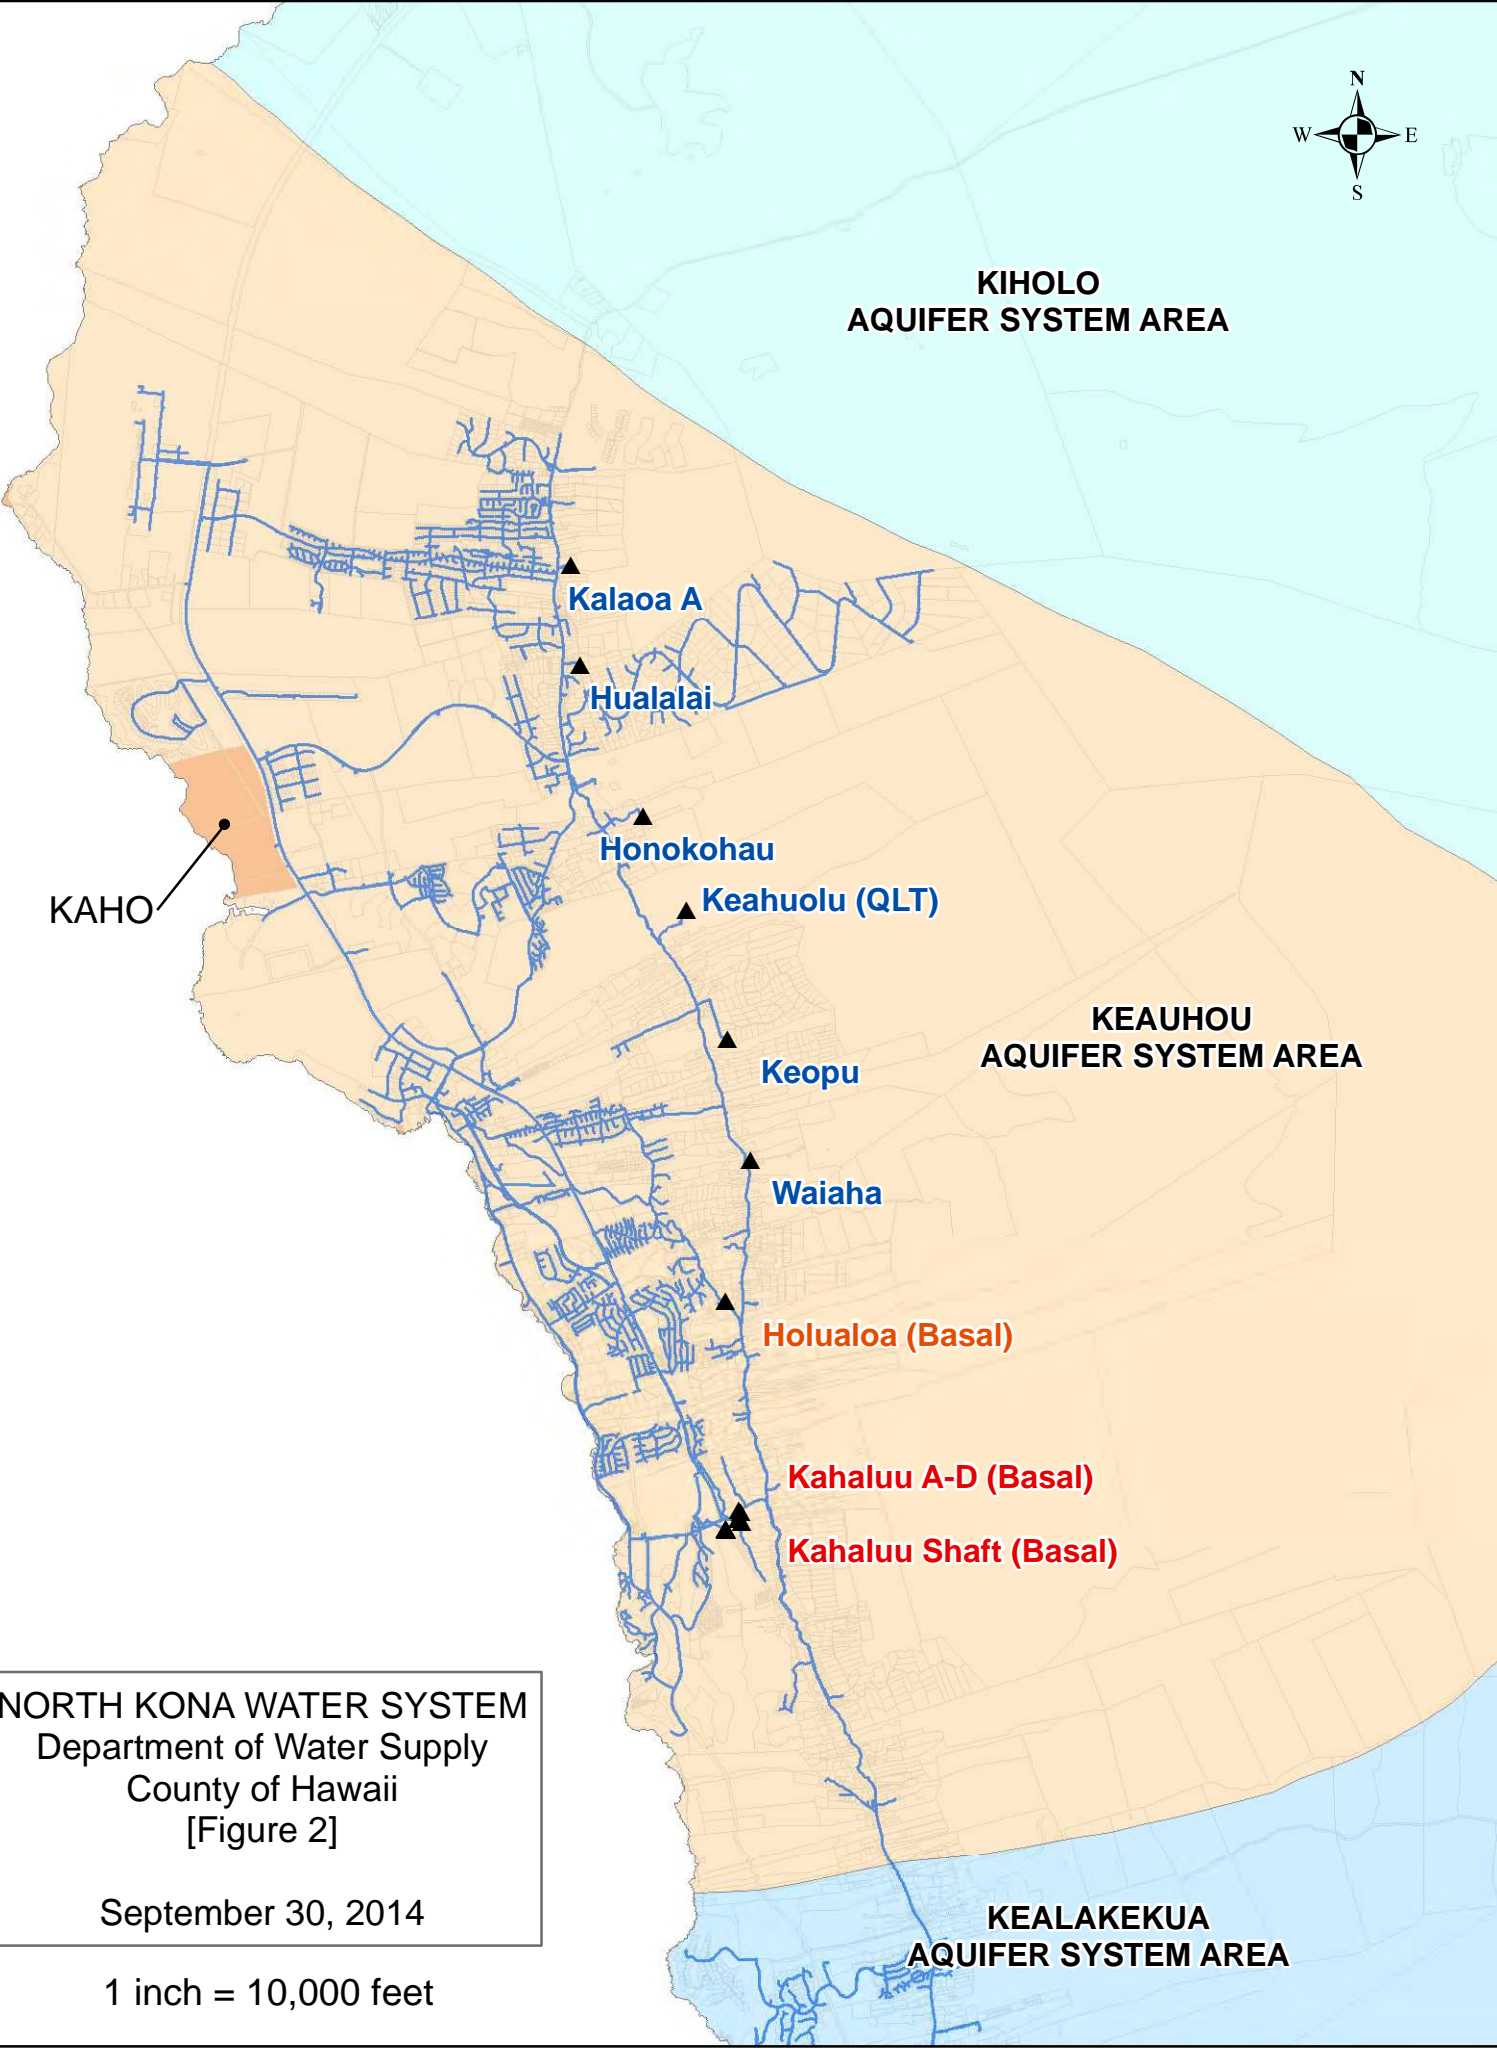 N
W E
S
KIHOLO
AQUIFER SYSTEM AREA
Kalaoa A
Hualalai
Honokohau
KAHO
Keahuolu (QLT)
KEAUHOU
AQUIFER SYSTEM AREA
Keopu
Waiaha
Holualoa (Basal)
Kahaluu A-D (Basal)
Kahaluu Shaft (Basal)
NORTH KONA WATER SYSTEM
Department of Water Supply
County of Hawaii
[Figure 2]
September 30, 2014
1 inch = 10,000 feet
KEALAKEKUA
AQUIFER SYSTEM AREA